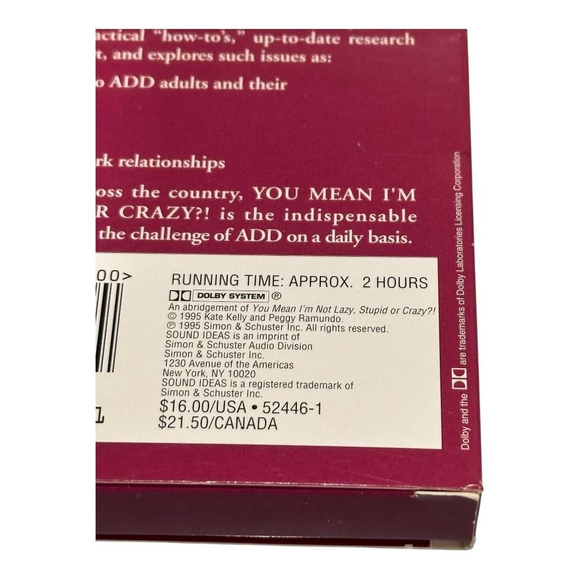 actical "how-to's," up-to-date research
t, and explores such issues as:
o ADD adults and their
rk relationships
oss the country, YOU MEAN I'M
R CRAZY?! is the indispensable
the challenge of ADD on a daily basis.
00>
RUNNING TIME: APPROX. 2 HOURS
DOLBY SYSTEM ®
An abridgement of You Mean I'm Not Lazy, Stupid or Crazy?!
© 1995 Kate Kelly and Peggy Ramundo.
℗ 1995 Simon & Schuster Inc. All rights reserved.
SOUND IDEAS is an imprint of
Simon & Schuster Audio Division
Simon & Schuster Inc.
1230 Avenue of the Americas
New York, NY 10020
SOUND IDEAS is a registered trademark of
Simon & Schuster Inc.
$16.00/USA • 52446-1
$21.50/CANADA
1
Dolby and the are trademarks of Dolby Laboratories Licensing Corporation